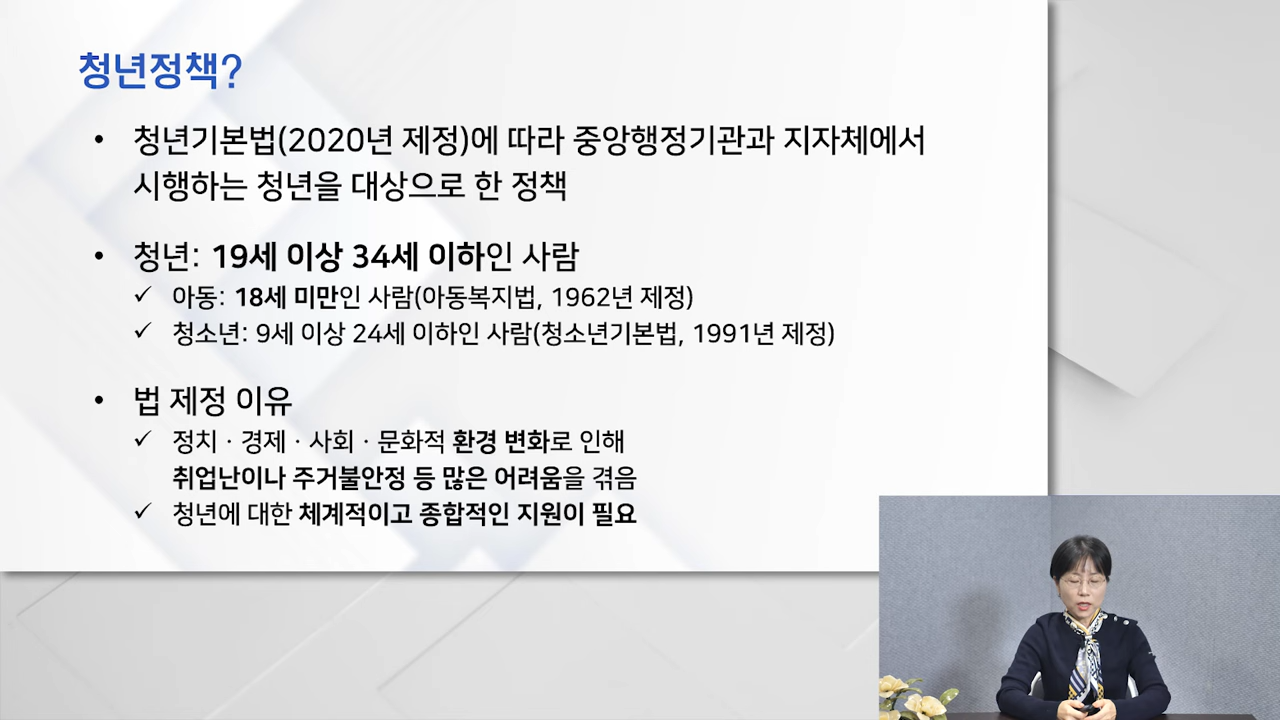 청년정책?
• 청년기본법(2020년 제정)에 따라 중앙행정기관과 지자체에서
시행하는 청년을 대상으로 한 정책
• 청년: 19세 이상 34세 이하인 사람
✓ 아동: 18세 미만인 사람(아동복지법, 1962년 제정)
✓ 청소년: 9세 이상 24세 이하인 사람(청소년기본법, 1991년 제정)
• 법 제정 이유
✓ 정치 · 경제 · 사회 · 문화적 환경 변화로 인해
취업난이나 주거불안정 등 많은 어려움을 겪음
✓ 청년에 대한 체계적이고 종합적인 지원이 필요